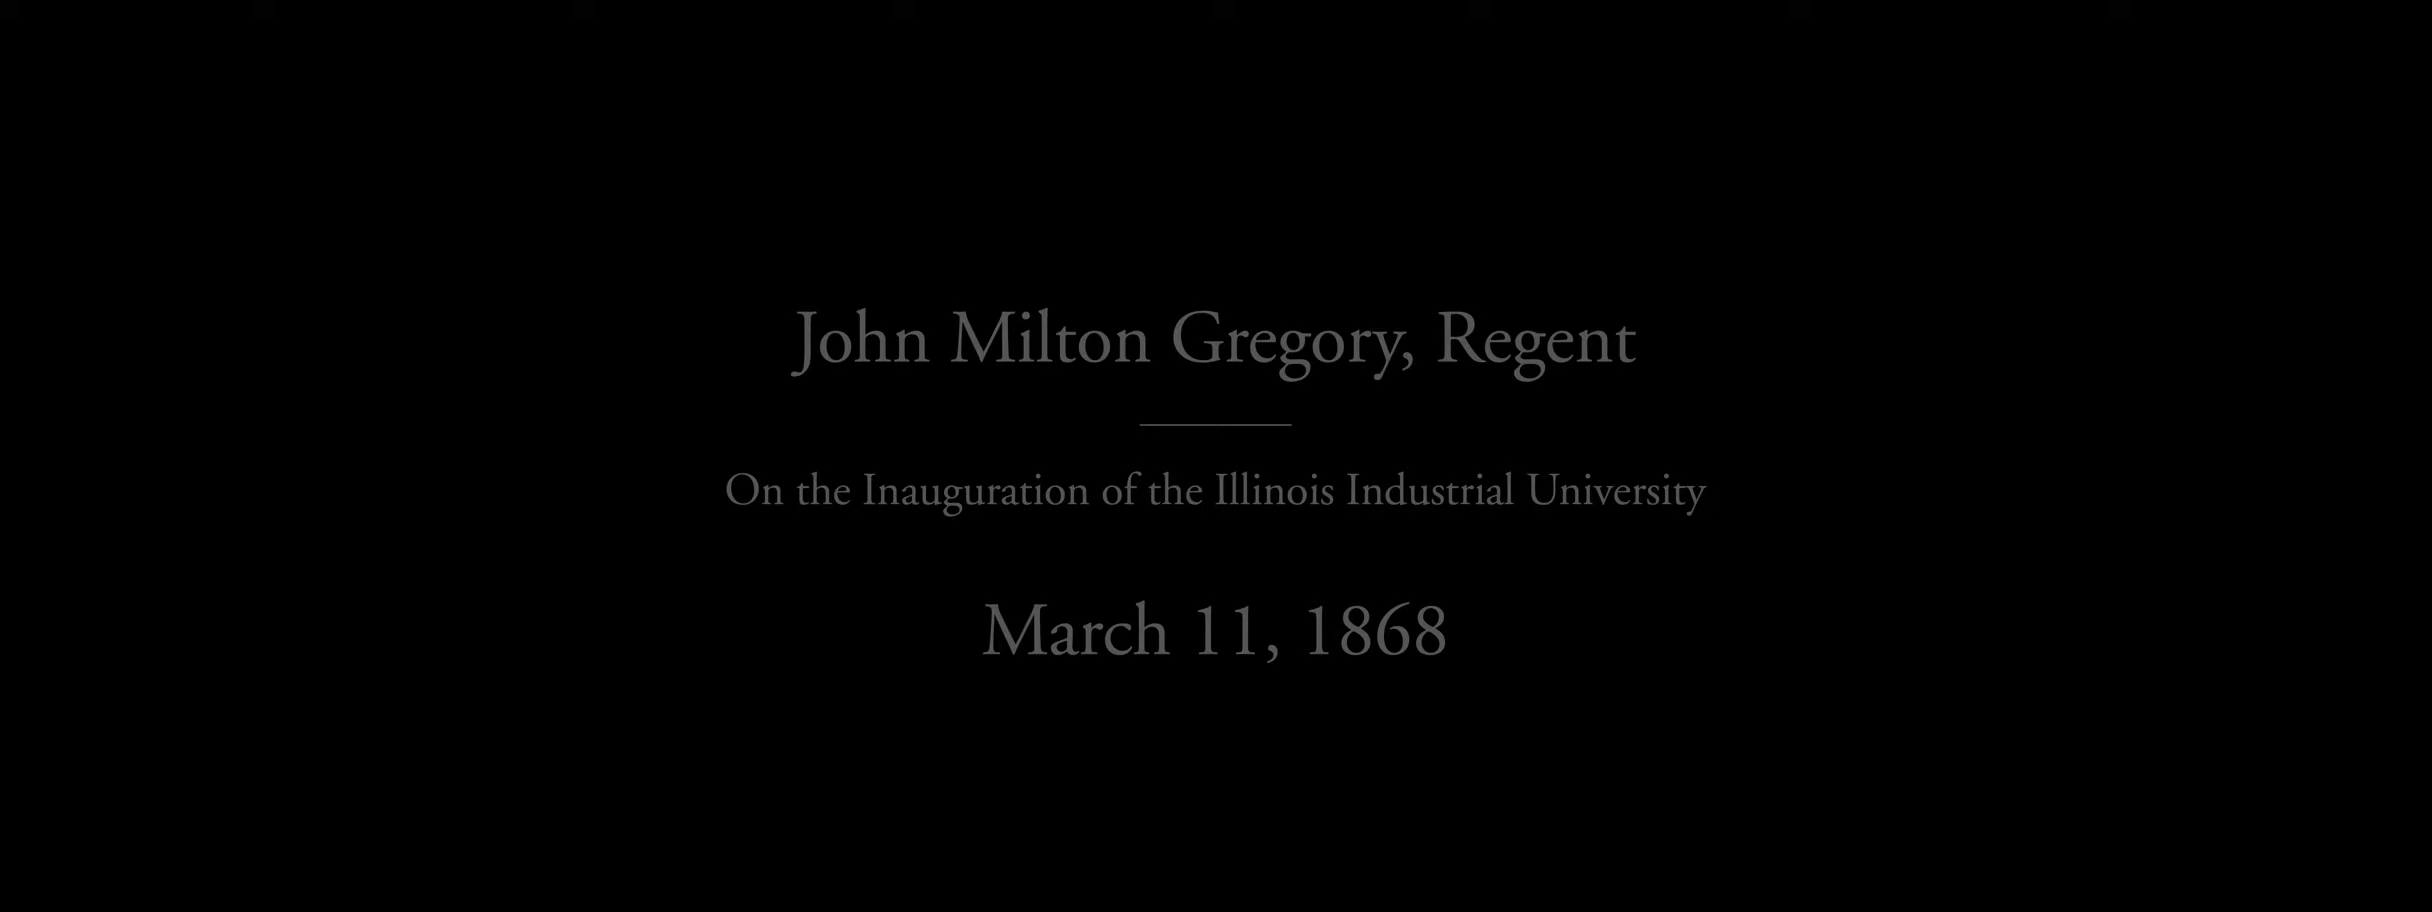 John Milton Gregory, Regent
On the Inauguration of the Illinois Industrial University
March 11, 1868